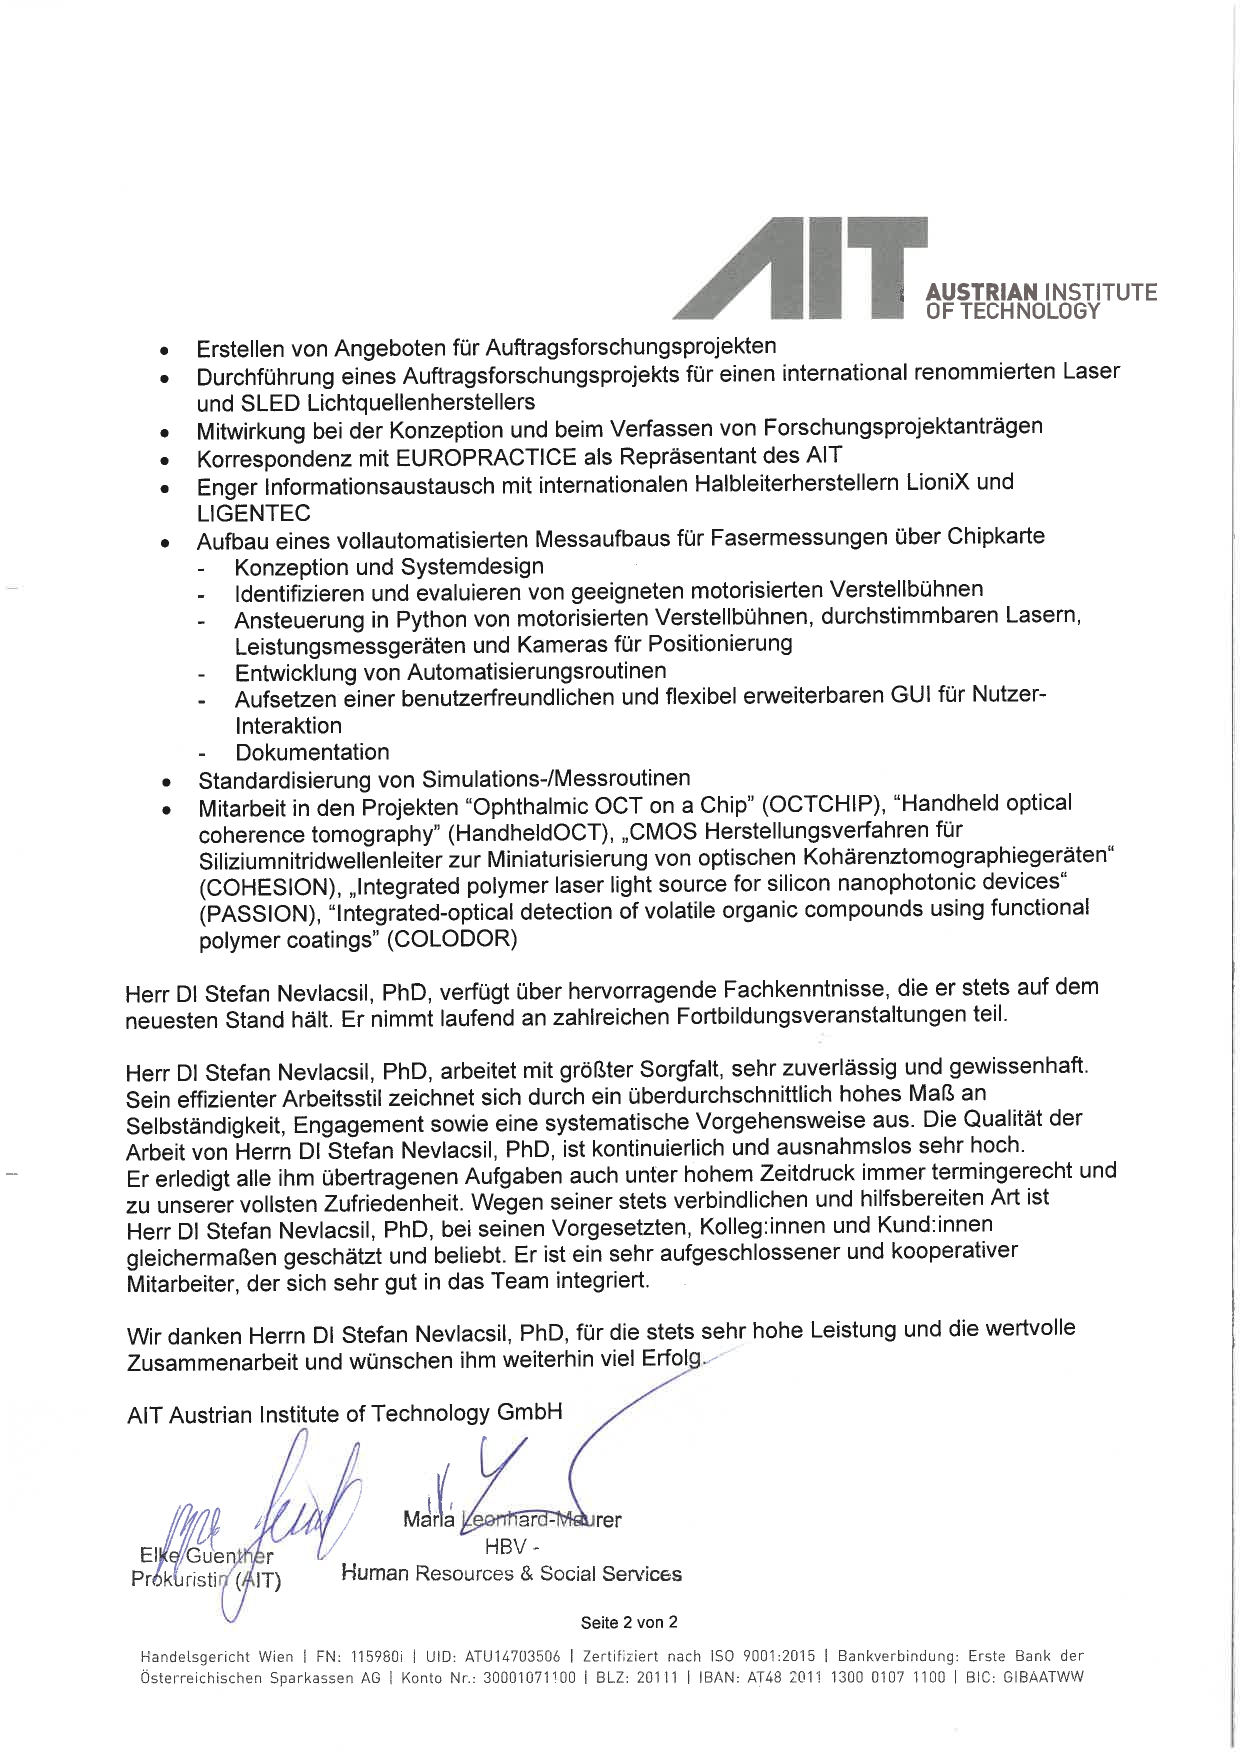 AIT AUSTRIAN INSTITUTE
OF TECHNOLOGY
• Erstellen von Angeboten für Auftragsforschungsprojekten
• Durchführung eines Auftragsforschungsprojekts für einen international renommierten Laser
und SLED Lichtquellenherstellers
• Mitwirkung bei der Konzeption und beim Verfassen von Forschungsprojektanträgen
• Korrespondenz mit EUROPRACTICE als Repräsentant des AIT
• Enger Informationsaustausch mit internationalen Halbleiterherstellern LioniX und
LIGENTEC
• Aufbau eines vollautomatisierten Messaufbaus für Fasermessungen über Chipkarte
- Konzeption und Systemdesign
- Identifizieren und evaluieren von geeigneten motorisierten Verstellbühnen
- Ansteuerung in Python von motorisierten Verstellbühnen, durchstimmbaren Lasern,
Leistungsmessgeräten und Kameras für Positionierung
- Entwicklung von Automatisierungsroutinen
- Aufsetzen einer benutzerfreundlichen und flexibel erweiterbaren GUI für Nutzer-
Interaktion
- Dokumentation
• Standardisierung von Simulations-/Messroutinen
• Mitarbeit in den Projekten “Ophthalmic OCT on a Chip” (OCTCHIP), “Handheld optical
coherence tomography” (HandheldOCT), „CMOS Herstellungsverfahren für
Siliziumnitridwellenleiter zur Miniaturisierung von optischen Kohärenztomographiegeräten“
(COHESION), „Integrated polymer laser light source for silicon nanophotonic devices“
(PASSION), “Integrated-optical detection of volatile organic compounds using functional
polymer coatings” (COLODOR)
Herr DI Stefan Nevlacsil, PhD, verfügt über hervorragende Fachkenntnisse, die er stets auf dem
neuesten Stand hält. Er nimmt laufend an zahlreichen Fortbildungsveranstaltungen teil.
Herr DI Stefan Nevlacsil, PhD, arbeitet mit größter Sorgfalt, sehr zuverlässig und gewissenhaft.
Sein effizienter Arbeitsstil zeichnet sich durch ein überdurchschnittlich hohes Maß an
Selbständigkeit, Engagement sowie eine systematische Vorgehensweise aus. Die Qualität der
Arbeit von Herrn DI Stefan Nevlacsil, PhD, ist kontinuierlich und ausnahmslos sehr hoch.
Er erledigt alle ihm übertragenen Aufgaben auch unter hohem Zeitdruck immer termingerecht und
zu unserer vollsten Zufriedenheit. Wegen seiner stets verbindlichen und hilfsbereiten Art ist
Herr DI Stefan Nevlacsil, PhD, bei seinen Vorgesetzten, Kolleg:innen und Kund:innen
gleichermaßen geschätzt und beliebt. Er ist ein sehr aufgeschlossener und kooperativer
Mitarbeiter, der sich sehr gut in das Team integriert.
Wir danken Herrn DI Stefan Nevlacsil, PhD, für die stets sehr hohe Leistung und die wertvolle
Zusammenarbeit und wünschen ihm weiterhin viel Erfolg.
AIT Austrian Institute of Technology GmbH
i.V.
Maria Leonhard-Maurer
HBV -
Human Resources & Social Services
Elke Guenther
Prokuristin (AIT)
Seite 2 von 2
Handelsgericht Wien | FN: 115980i | UID: ATU14703506 | Zertifiziert nach ISO 9001:2015 | Bankverbindung: Erste Bank der
Österreichischen Sparkassen AG | Konto Nr.: 30001071100 | BLZ: 20111 | IBAN: AT48 2011 1300 0107 1100 | BIC: GIBAATWW